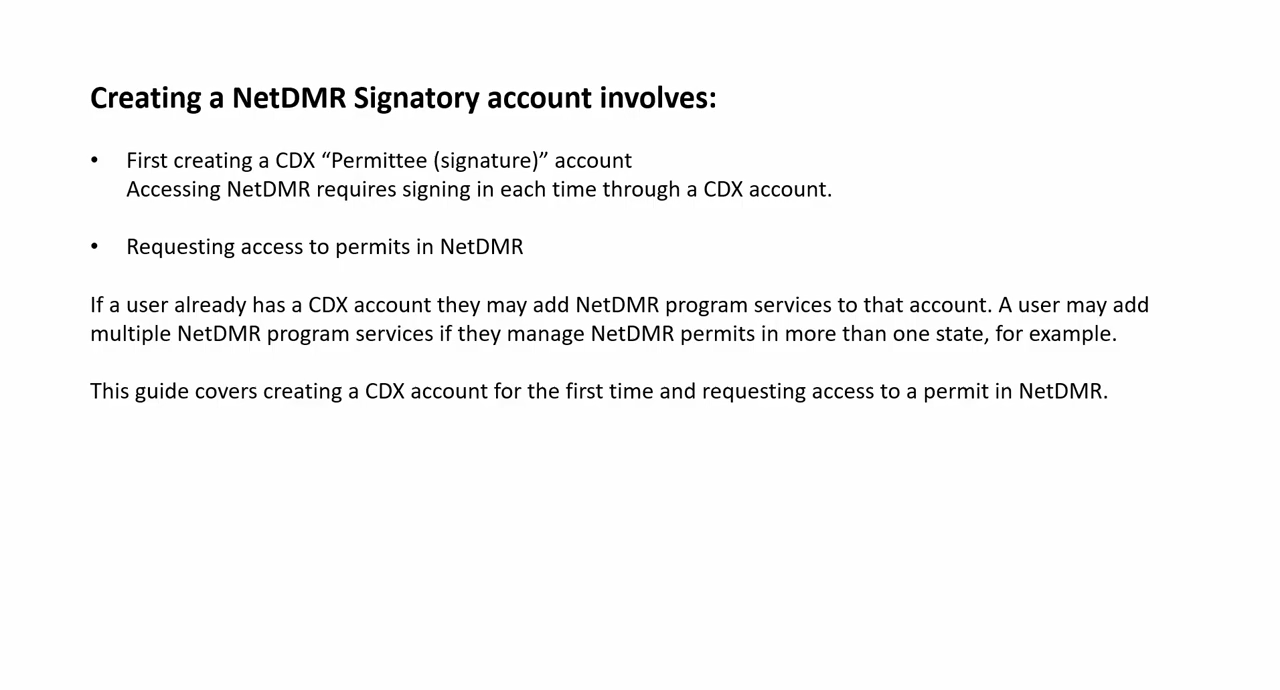 Creating a NetDMR Signatory account involves:
• First creating a CDX “Permittee (signature)” account
Accessing NetDMR requires signing in each time through a CDX account.
• Requesting access to permits in NetDMR
If a user already has a CDX account they may add NetDMR program services to that account. A user may add
multiple NetDMR program services if they manage NetDMR permits in more than one state, for example.
This guide covers creating a CDX account for the first time and requesting access to a permit in NetDMR.